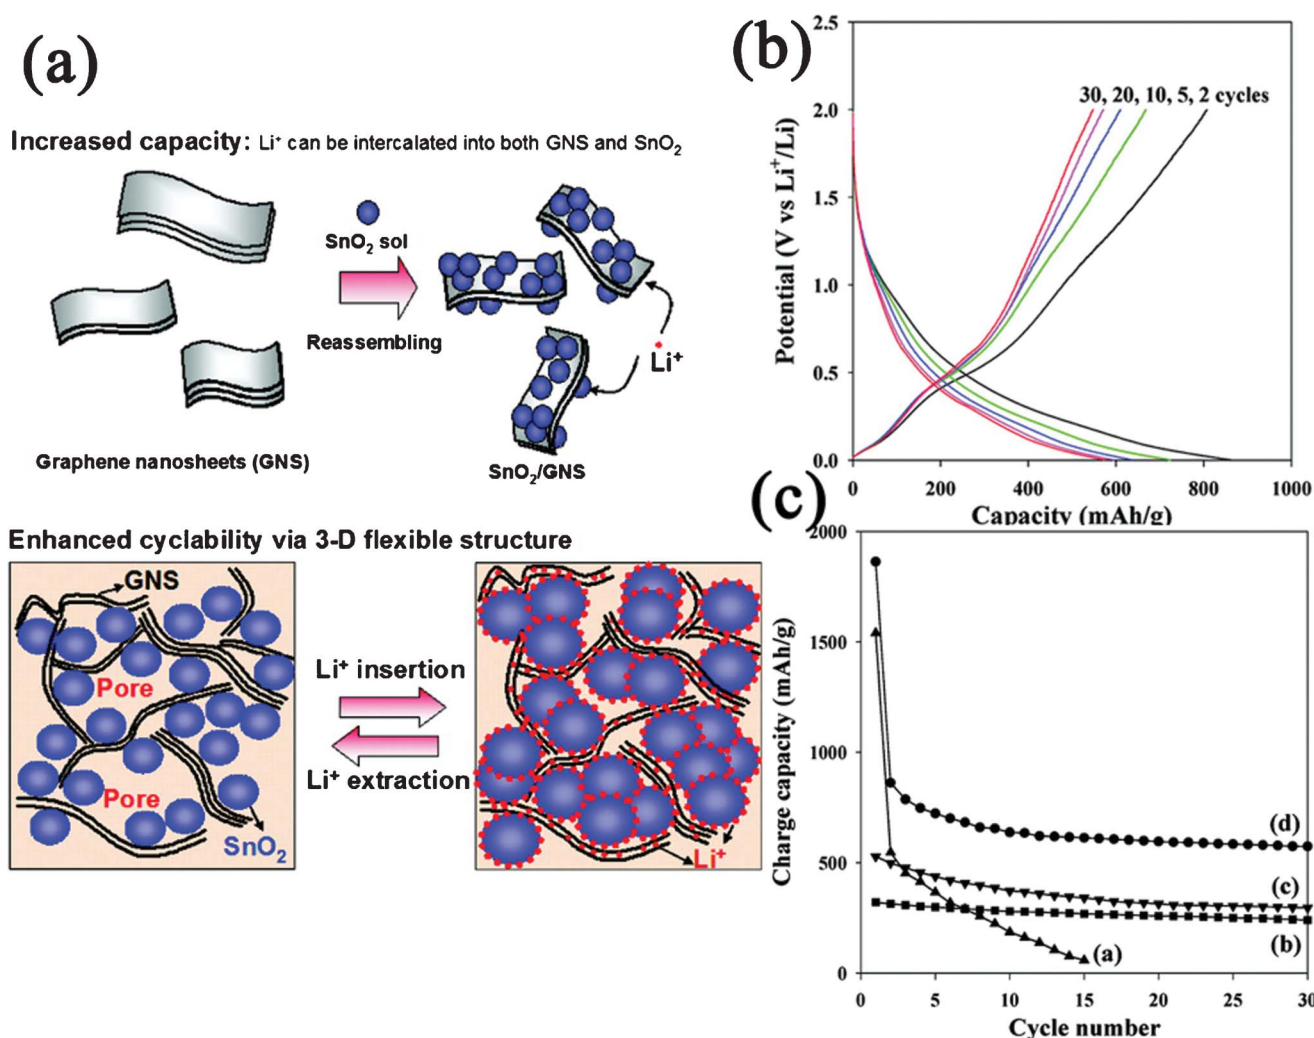 (a)
Increased capacity: Li⁺ can be intercalated into both GNS and SnO₂
SnO₂ sol
Reassembling
Li⁺
Graphene nanosheets (GNS)
SnO₂/GNS
Enhanced cyclability via 3-D flexible structure
GNS
Pore
Pore
SnO₂
Li⁺ insertion
Li⁺ extraction
Li⁺
(b)
30, 20, 10, 5, 2 cycles
Potential (V vs Li⁺/Li)
2.5
2.0
1.5
1.0
0.5
0.0
0 200 400 600 800 1000
Capacity (mAh/g)
(c)
Charge capacity (mAh/g)
2000
1500
1000
500
0
(d)
(c)
(b)
(a)
0 5 10 15 20 25 30
Cycle number